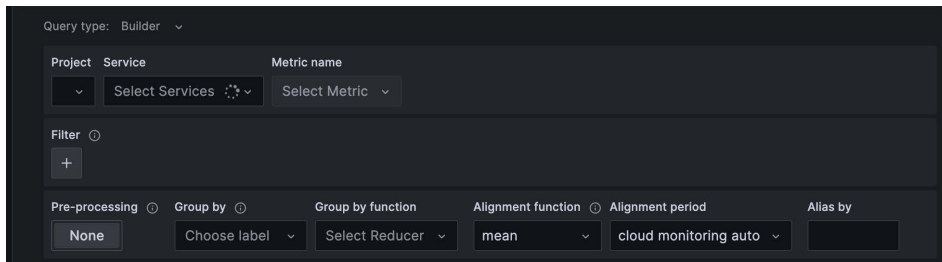 Query type: Builder
Project Service Metric name
Select Services Select Metric
Filter
+
Pre-processing Group by Group by function Alignment function Alignment period Alias by
None Choose label Select Reducer mean cloud monitoring auto